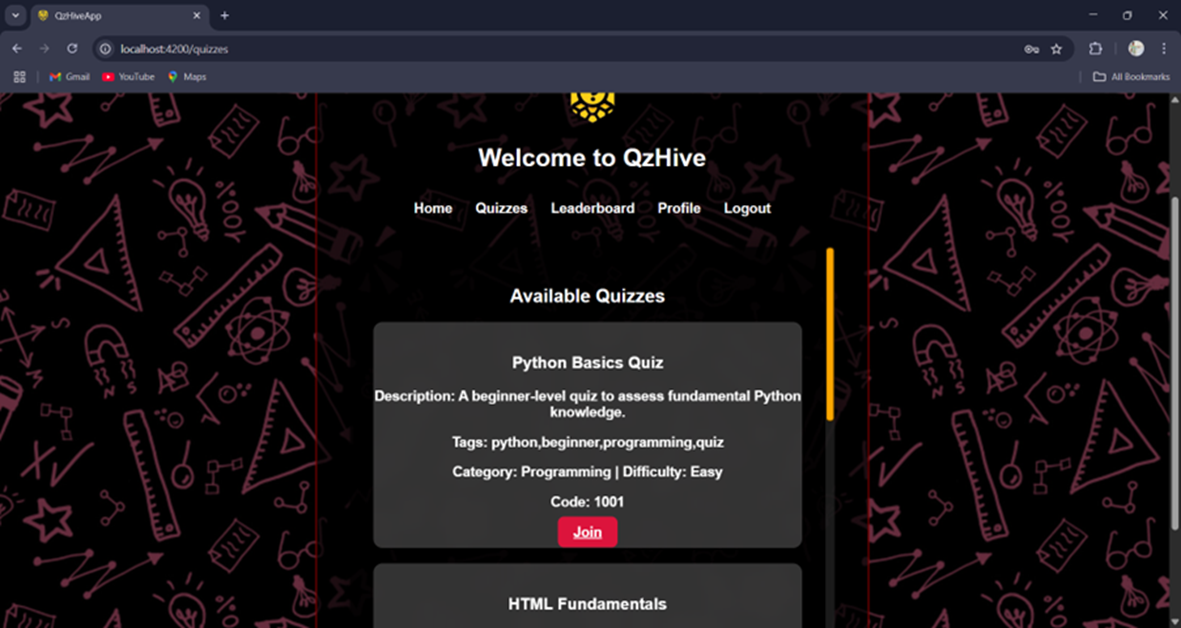 QzHiveApp
localhost:4200/quizzes
Gmail YouTube Maps All Bookmarks
Welcome to QzHive
Home Quizzes Leaderboard Profile Logout
Available Quizzes
Python Basics Quiz
Description: A beginner-level quiz to assess fundamental Python
knowledge.
Tags: python,beginner,programming,quiz
Category: Programming | Difficulty: Easy
Code: 1001
Join
HTML Fundamentals